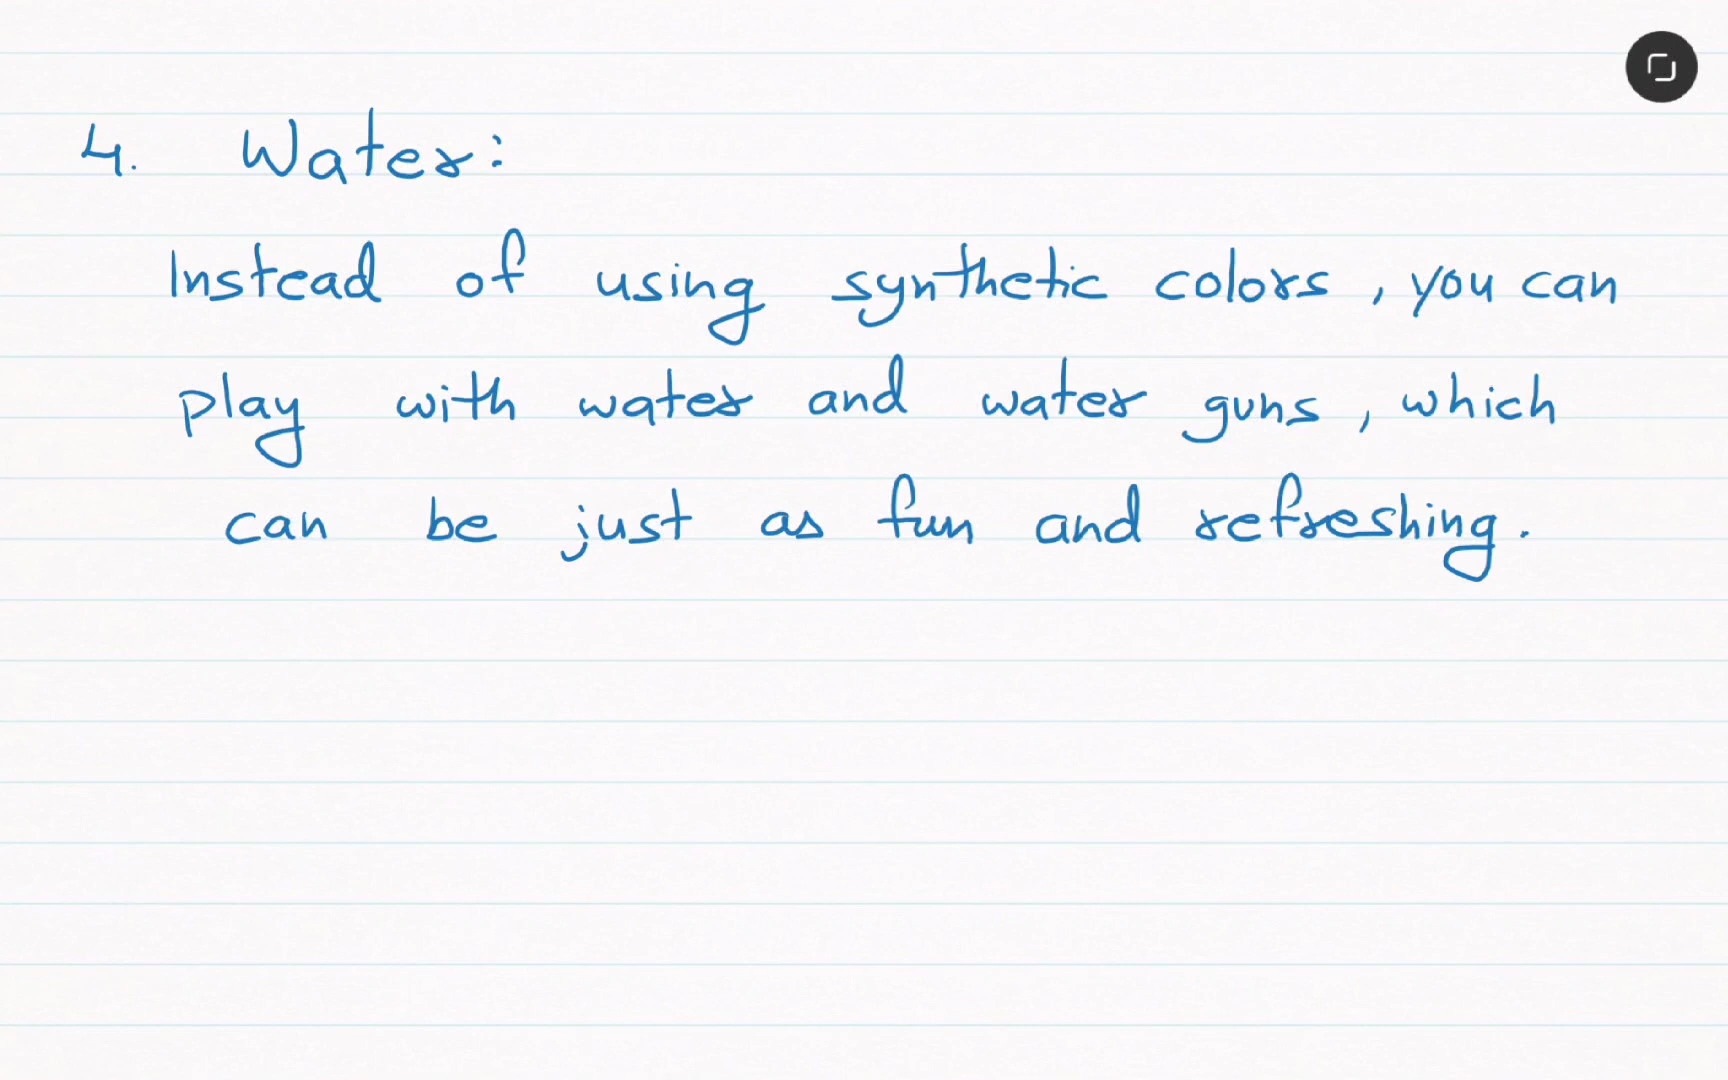 4. Water:
Instead of using synthetic colors, you can
play with water and water guns, which
can be just as fun and refreshing.